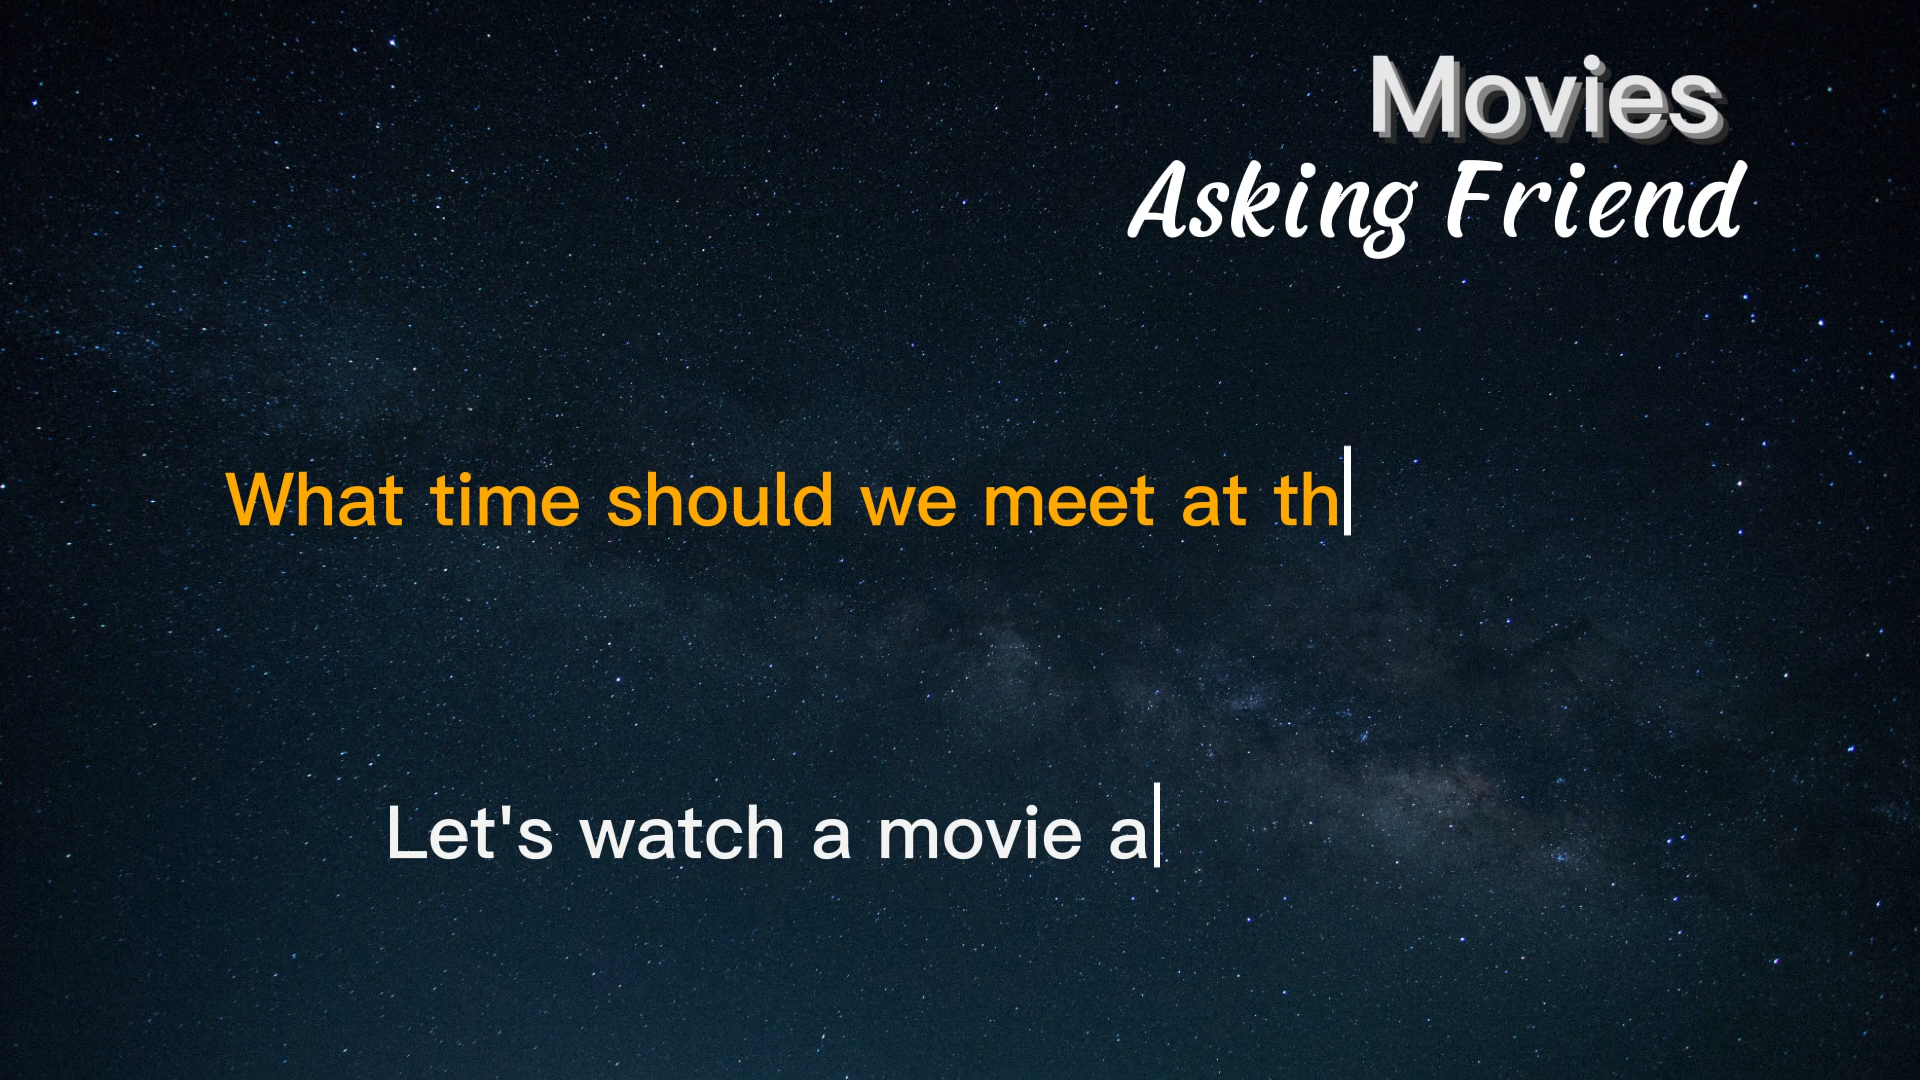 Movies
Asking Friend
What time should we meet at th
Let's watch a movie a